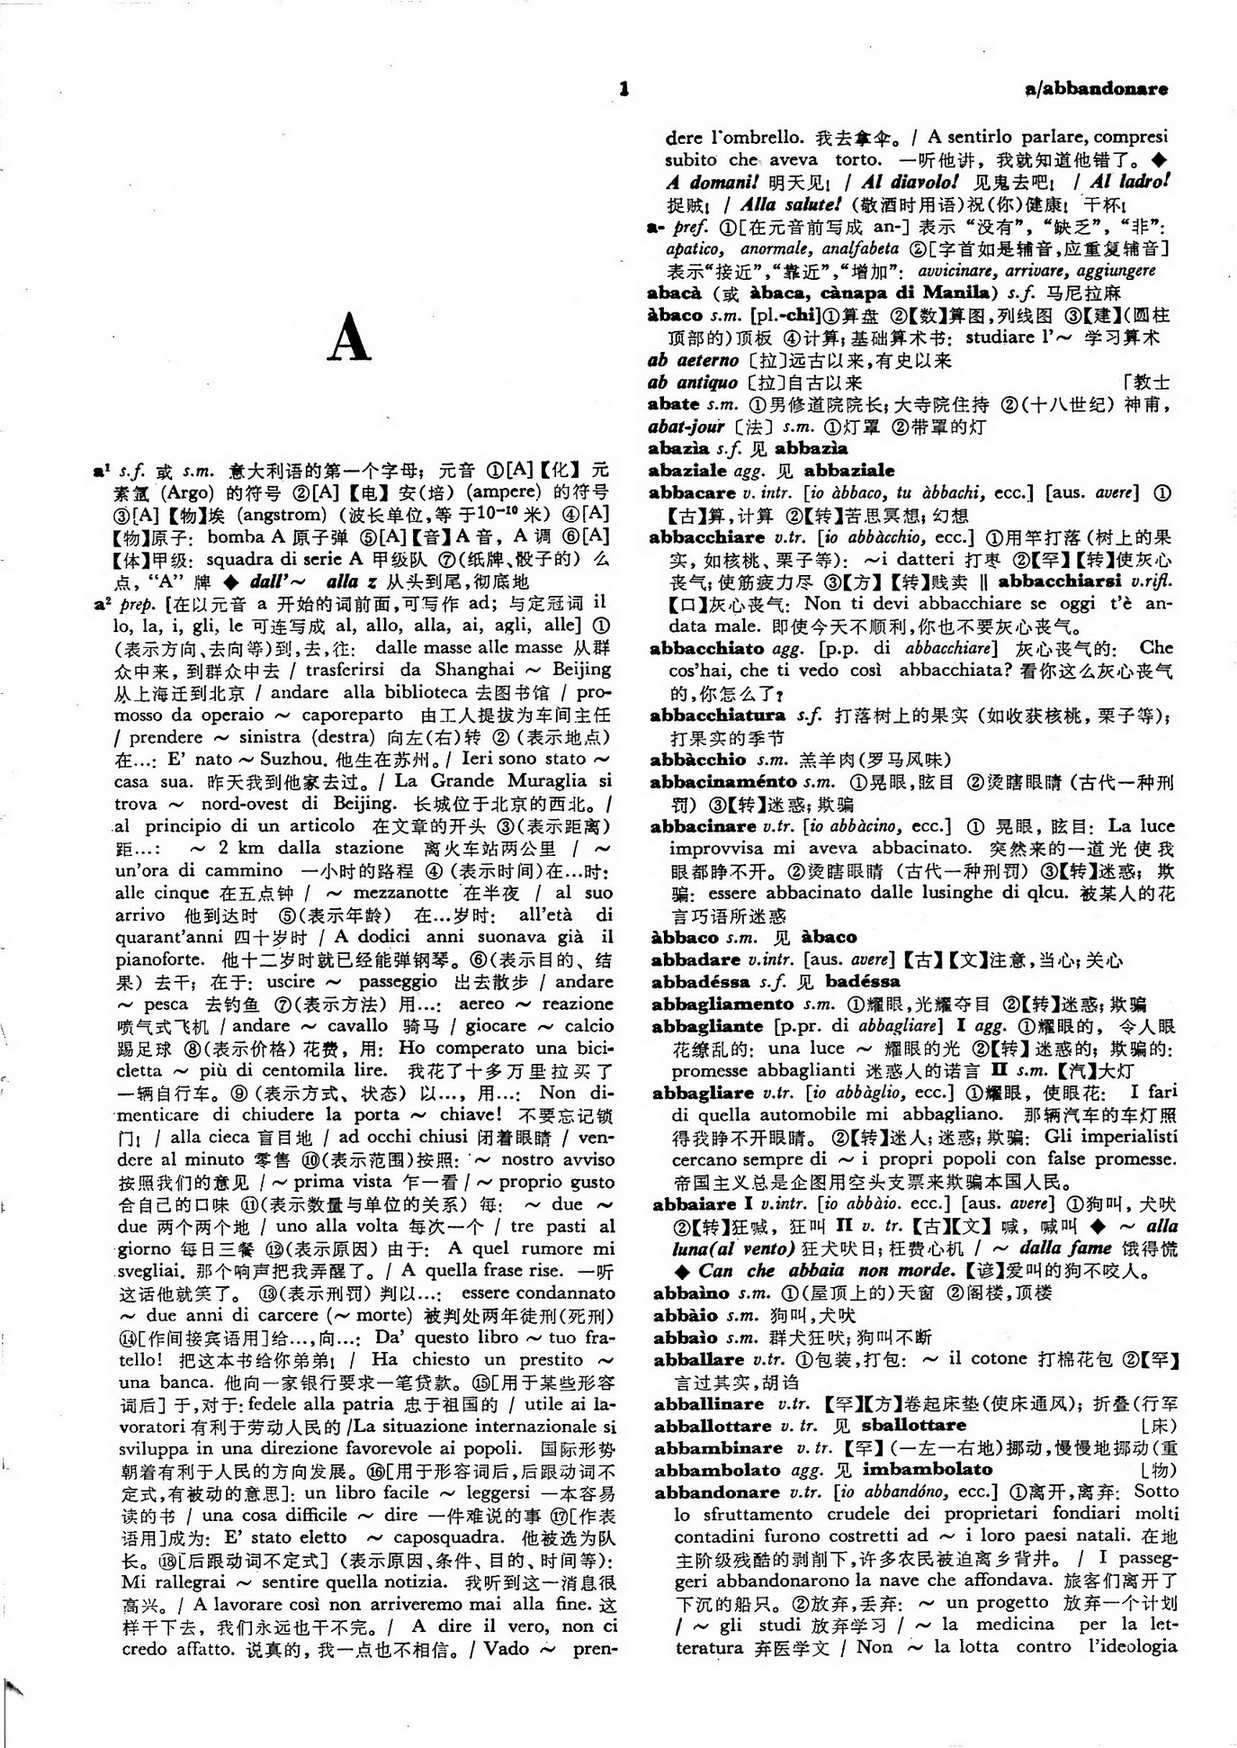 1
a/abbandonare
A
a¹ s.f. 或 s.m. 意大利语的第一个字母; 元音 ①[A]【化】元
素氩 (Argo) 的符号 ②[A]【电】安(培) (ampere) 的符号
③[A]【物】埃 (angstrom) (波长单位,等于10⁻¹⁰ 米) ④[A]
【物】原子: bomba A 原子弹 ⑤[A]【音】A 音, A 调 ⑥[A]
【体】甲级: squadra di serie A 甲级队 ⑦(纸牌、骰子的) 么
点, “A” 牌 ◆ dall'~ alla z 从头到尾,彻底地
a² prep. [在以元音 a 开始的词前面,可写作 ad; 与定冠词 il
lo, la, i, gli, le 可连写成 al, allo, alla, ai, agli, alle] ①
(表示方向、去向等)到,去,往: dalle masse alle masse 从群
众中来, 到群众中去 / trasferirsi da Shanghai ~ Beijing
从上海迁到北京 / andare alla biblioteca 去图书馆 / pro-
mosso da operaio ~ caporeparto 由工人提拔为车间主任
/ prendere ~ sinistra (destra) 向左(右)转 ② (表示地点)
在…: E' nato ~ Suzhou. 他生在苏州。/ Ieri sono stato ~
casa sua. 昨天我到他家去过。/ La Grande Muraglia si
trova ~ nord-ovest di Beijing. 长城位于北京的西北。/
al principio di un articolo 在文章的开头 ③(表示距离)
距…: ~ 2 km dalla stazione 离火车站两公里 / ~
un'ora di cammino 一小时的路程 ④ (表示时间)在…时:
alle cinque 在五点钟 / ~ mezzanotte 在半夜 / al suo
arrivo 他到达时 ⑤(表示年龄) 在…岁时: all'età di
quarant'anni 四十岁时 / A dodici anni suonava già il
pianoforte. 他十二岁时就已经能弹钢琴。⑥(表示目的、结
果) 去干; 在于: uscire ~ passeggio 出去散步 / andare
~ pesca 去钓鱼 ⑦(表示方法) 用…: aereo ~ reazione
喷气式飞机 / andare ~ cavallo 骑马 / giocare ~ calcio
踢足球 ⑧(表示价格) 花费, 用: Ho comperato una bici-
cletta ~ più di centomila lire. 我花了十多万里拉买了
一辆自行车。⑨ (表示方式、状态) 以…, 用…: Non di-
menticare di chiudere la porta ~ chiave! 不要忘记锁
门! / alla cieca 盲目地 / ad occhi chiusi 闭着眼睛 / ven-
dere al minuto 零售 ⑩(表示范围)按照: ~ nostro avviso
按照我们的意见 / ~ prima vista 乍一看 / ~ proprio gusto
合自己的口味 ⑪(表示数量与单位的关系) 每: ~ due ~
due 两个两个地 / uno alla volta 每次一个 / tre pasti al
giorno 每日三餐 ⑫(表示原因) 由于: A quel rumore mi
svegliai. 那个响声把我弄醒了。/ A quella frase rise. 一听
这话他就笑了。 ⑬(表示刑罚) 判以…: essere condannato
~ due anni di carcere (~ morte) 被判处两年徒刑(死刑)
⑭[作间接宾语用]给…,向…: Da' questo libro ~ tuo fra-
tello! 把这本书给你弟弟! / Ha chiesto un prestito ~
una banca. 他向一家银行要求一笔贷款。⑮[用于某些形容
词后] 于,对于: fedele alla patria 忠于祖国的 / utile ai la-
voratori 有利于劳动人民的 /La situazione internazionale si
sviluppa in una direzione favorevole ai popoli. 国际形势
朝着有利于人民的方向发展。⑯[用于形容词后,后跟动词不
定式,有被动的意思]: un libro facile ~ leggersi 一本容易
读的书 / una cosa difficile ~ dire 一件难说的事 ⑰[作表
语用]成为: E' stato eletto ~ caposquadra. 他被选为队
长。⑱[后跟动词不定式] (表示原因、条件、目的、时间等):
Mi rallegrai ~ sentire quella notizia. 我听到这一消息很
高兴。/ A lavorare così non arriveremo mai alla fine. 这
样干下去, 我们永远也干不完。/ A dire il vero, non ci
credo affatto. 说真的, 我一点也不相信。/ Vado ~ pren-
dere l'ombrello. 我去拿伞。/ A sentirlo parlare, compresi
subito che aveva torto. 一听他讲, 我就知道他错了。◆
A domani! 明天见! / Al diavolo! 见鬼去吧! / Al ladro!
捉贼! / Alla salute! (敬酒时用语)祝(你)健康! 干杯!
a- pref. ①[在元音前写成 an-] 表示 “没有”, “缺乏”, “非”:
apatico, anormale, analfabeta ②[字首如是辅音,应重复辅音]
表示“接近”,“靠近”,“增加”: avvicinare, arrivare, aggiungere
abacà (或 àbaca, cànapa di Manila) s.f. 马尼拉麻
àbaco s.m. [pl.-chi]①算盘 ②【数】算图,列线图 ③【建】(圆柱
顶部的)顶板 ④计算; 基础算术书: studiare l'~ 学习算术
ab aeterno 〔拉〕远古以来,有史以来
ab antiquo 〔拉〕自古以来 「教士
abate s.m. ①男修道院院长; 大寺院住持 ②(十八世纪) 神甫,
abat-jour 〔法〕 s.m. ①灯罩 ②带罩的灯
abazìa s.f. 见 abbazìa
abaziale agg. 见 abbaziale
abbacare v. intr. [io àbbaco, tu àbbachi, ecc.] [aus. avere] ①
【古】算,计算 ②【转】苦思冥想; 幻想
abbacchiare v.tr. [io abbàcchio, ecc.] ①用竿打落 (树上的果
实, 如核桃、栗子等): ~i datteri 打枣 ②【罕】【转】使灰心
丧气; 使筋疲力尽 ③【方】【转】贱卖 ‖ abbacchiarsi v.rifl.
【口】灰心丧气: Non ti devi abbacchiare se oggi t'è an-
data male. 即使今天不顺利,你也不要灰心丧气。
abbacchiato agg. [p.p. di abbacchiare] 灰心丧气的: Che
cos'hai, che ti vedo così abbacchiata? 看你这么灰心丧气
的,你怎么了?
abbacchiatura s.f. 打落树上的果实 (如收获核桃, 栗子等);
打果实的季节
abbàcchio s.m. 羔羊肉(罗马风味)
abbacinaménto s.m. ①晃眼,眩目 ②烫瞎眼睛 (古代一种刑
罚) ③【转】迷惑; 欺骗
abbacinare v.tr. [io abbàcino, ecc.] ① 晃眼, 眩目: La luce
improvvisa mi aveva abbacinato. 突然来的一道光使我
眼都睁不开。②烫瞎眼睛 (古代一种刑罚) ③【转】迷惑; 欺
骗: essere abbacinato dalle lusinghe di qlcu. 被某人的花
言巧语所迷惑
àbbaco s.m. 见 àbaco
abbadare v.intr. [aus. avere]【古】【文】注意,当心; 关心
abbadéssa s.f. 见 badéssa
abbagliamento s.m. ①耀眼,光耀夺目 ②【转】迷惑; 欺骗
abbagliante [p.pr. di abbagliare] I agg. ①耀眼的, 令人眼
花缭乱的: una luce ~ 耀眼的光 ②【转】迷惑的; 欺骗的:
promesse abbaglianti 迷惑人的诺言 II s.m. 【汽】大灯
abbagliare v.tr. [io abbàglio, ecc.] ①耀眼, 使眼花: I fari
di quella automobile mi abbagliano. 那辆汽车的车灯照
得我睁不开眼睛。②【转】迷人; 迷惑; 欺骗: Gli imperialisti
cercano sempre di ~ i propri popoli con false promesse.
帝国主义总是企图用空头支票来欺骗本国人民。
abbaiare I v.intr. [io abbàio. ecc.] [aus. avere] ①狗叫, 犬吠
②【转】狂喊, 狂叫 II v. tr. 【古】【文】喊, 喊叫 ◆ ~ alla
luna(al vento) 狂犬吠日; 枉费心机 / ~ dalla fame 饿得慌
◆ Can che abbaia non morde.【谚】爱叫的狗不咬人。
abbaìno s.m. ①(屋顶上的)天窗 ②阁楼,顶楼
abbàio s.m. 狗叫,犬吠
abbaìo s.m. 群犬狂吠; 狗叫不断
abballare v.tr. ①包装,打包: ~ il cotone 打棉花包 ②【罕】
言过其实,胡诌
abballinare v.tr. 【罕】【方】卷起床垫(使床通风); 折叠(行军
abballottare v. tr. 见 sballottare ⌊床)
abbambinare v. tr. 【罕】(一左一右地)挪动,慢慢地挪动(重
abbambolato agg. 见 imbambolato ⌊物)
abbandonare v.tr. [io abbandóno, ecc.] ①离开,离弃: Sotto
lo sfruttamento crudele dei proprietari fondiari molti
contadini furono costretti ad ~ i loro paesi natali. 在地
主阶级残酷的剥削下,许多农民被迫离乡背井。 / I passeg-
geri abbandonarono la nave che affondava. 旅客们离开了
下沉的船只。②放弃,丢弃: ~ un progetto 放弃一个计划
/ ~ gli studi 放弃学习 / ~ la medicina per la let-
teratura 弃医学文 / Non ~ la lotta contro l'ideologia